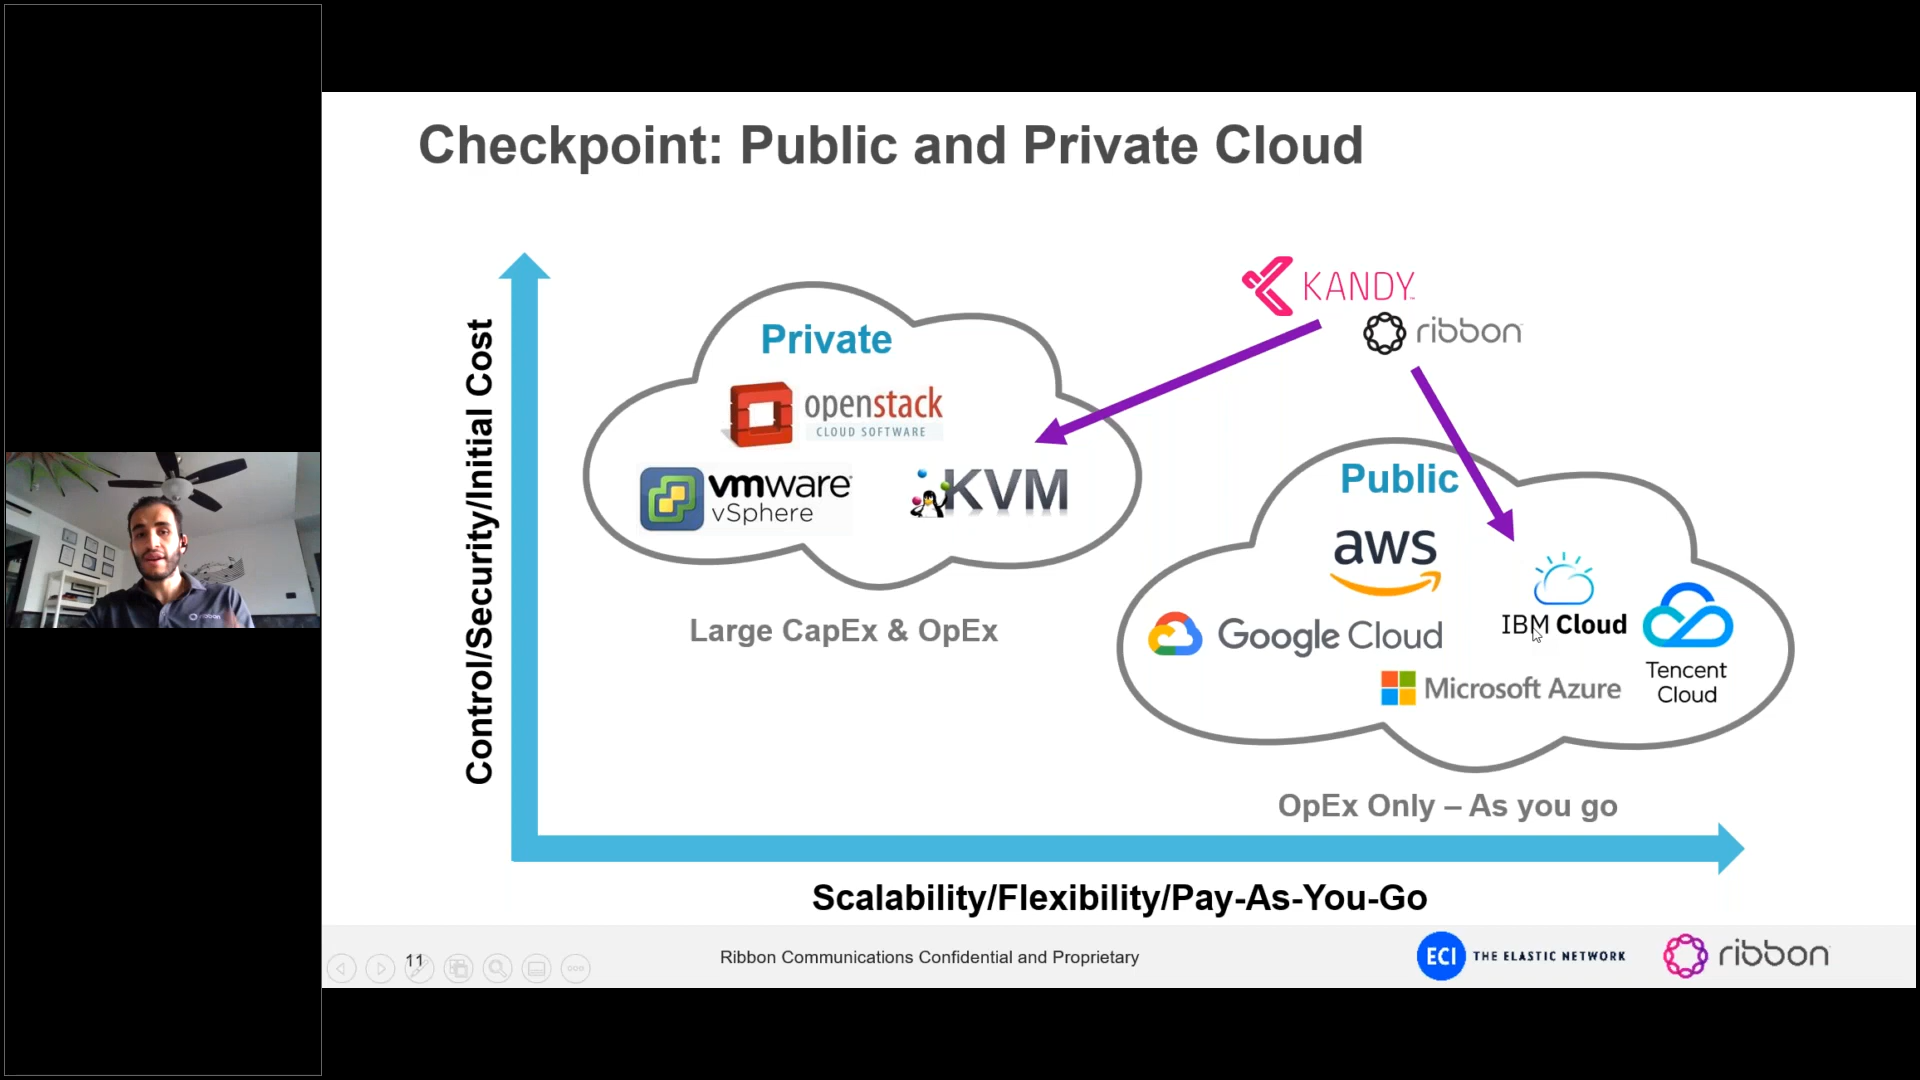 Checkpoint: Public and Private Cloud
KANDY
ribbon
Control/Security/Initial Cost
Private
openstack
CLOUD SOFTWARE
vmware
vSphere
KVM
Large CapEx & OpEx
Public
aws
Google Cloud
IBM Cloud
Microsoft Azure
Tencent
Cloud
OpEx Only – As you go
Scalability/Flexibility/Pay-As-You-Go
11
Ribbon Communications Confidential and Proprietary
ECI THE ELASTIC NETWORK
ribbon
ribbon